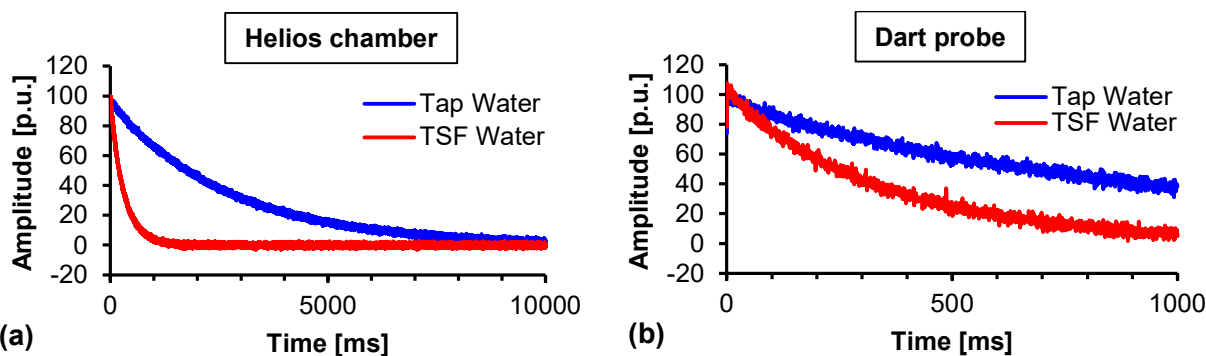 Helios chamber
120
100
80
60
40
20
0
-20
Amplitude [p.u.]
Tap Water
TSF Water
0
5000
10000
Time [ms]
(a)
Dart probe
120
100
80
60
40
20
0
-20
Amplitude [p.u.]
Tap Water
TSF Water
0
500
1000
Time [ms]
(b)